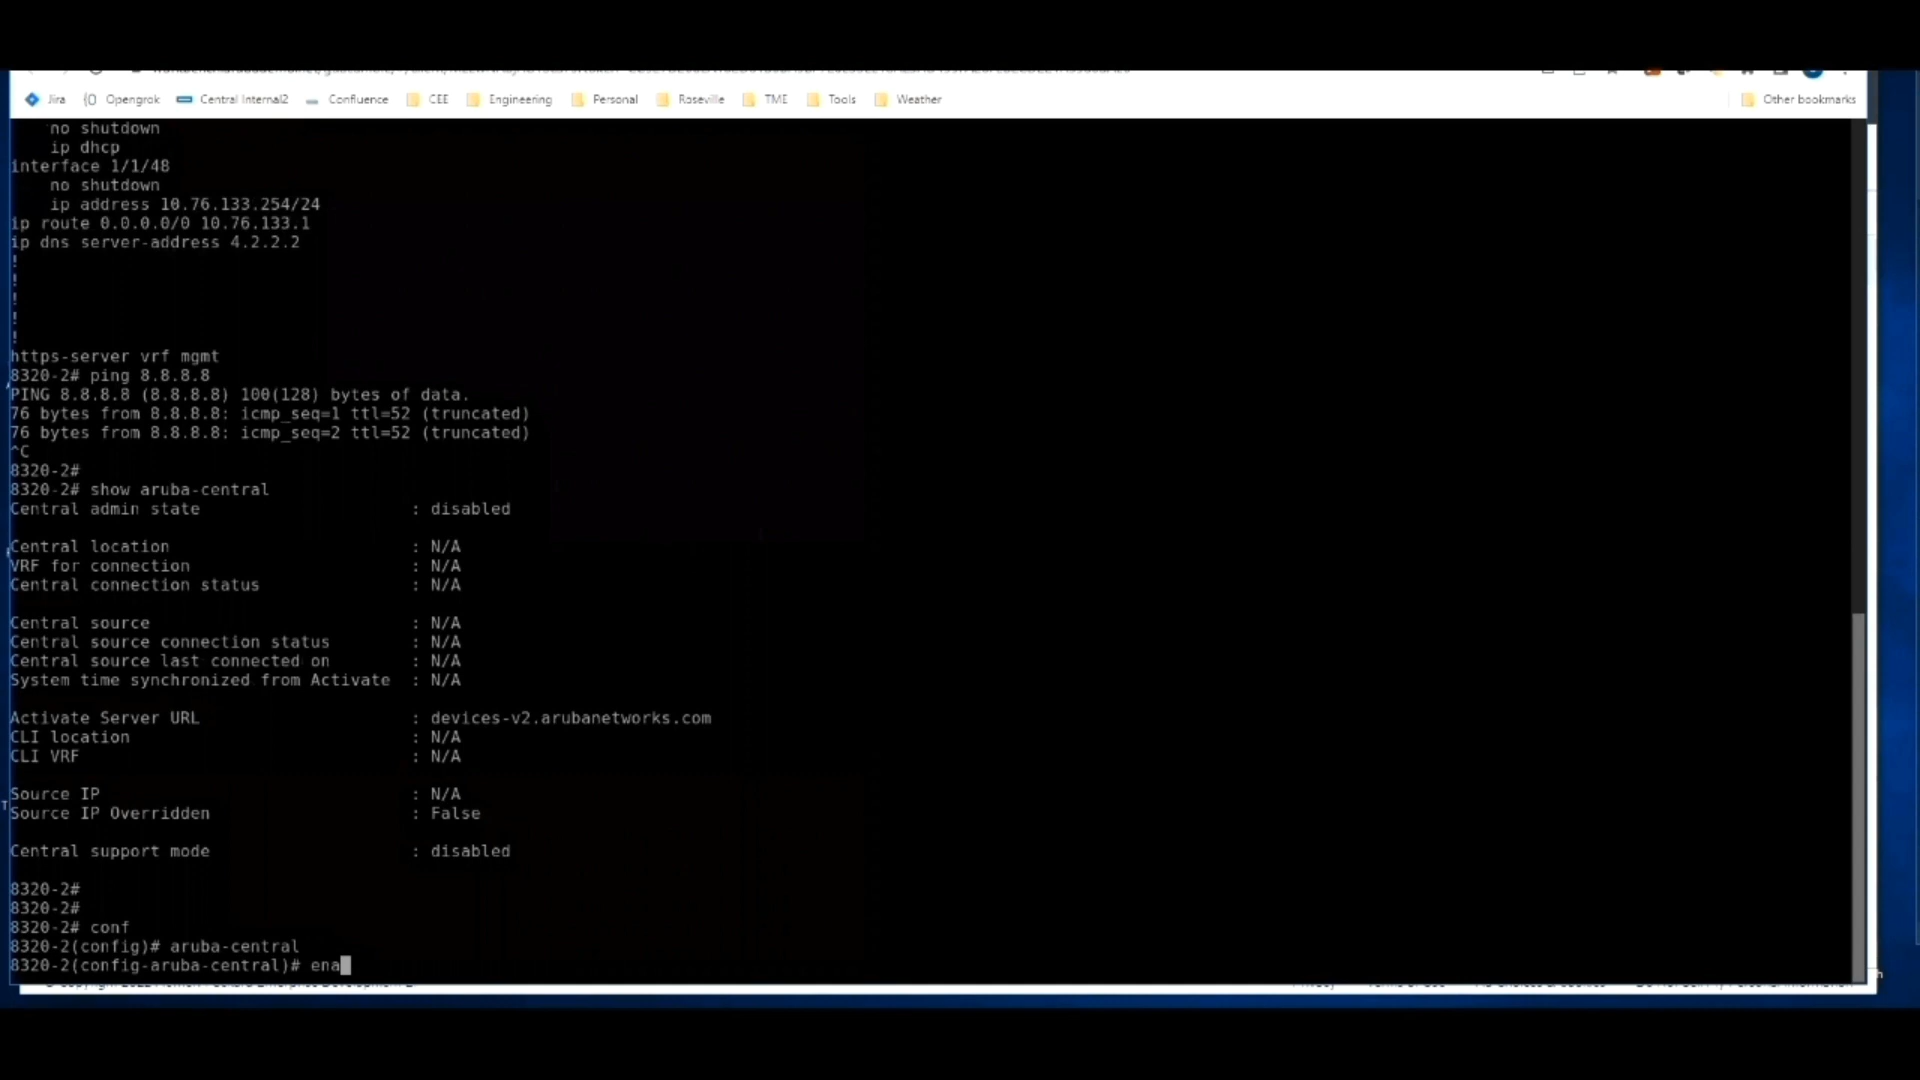 Jira Opengrok Central Internal2 Confluence CEE Engineering Personal Roseville TME Tools Weather Other bookmarks
no shutdown
ip dhcp
interface 1/1/48
no shutdown
ip address 10.76.133.254/24
ip route 0.0.0.0/0 10.76.133.1
ip dns server-address 4.2.2.2
!
!
!
!
!
https-server vrf mgmt
8320-2# ping 8.8.8.8
PING 8.8.8.8 (8.8.8.8) 100(128) bytes of data.
76 bytes from 8.8.8.8: icmp_seq=1 ttl=52 (truncated)
76 bytes from 8.8.8.8: icmp_seq=2 ttl=52 (truncated)
^C
8320-2#
8320-2# show aruba-central
Central admin state : disabled
Central location : N/A
VRF for connection : N/A
Central connection status : N/A
Central source : N/A
Central source connection status : N/A
Central source last connected on : N/A
System time synchronized from Activate : N/A
Activate Server URL : devices-v2.arubanetworks.com
CLI location : N/A
CLI VRF : N/A
Source IP : N/A
Source IP Overridden : False
Central support mode : disabled
8320-2#
8320-2#
8320-2# conf
8320-2(config)# aruba-central
8320-2(config-aruba-central)# ena